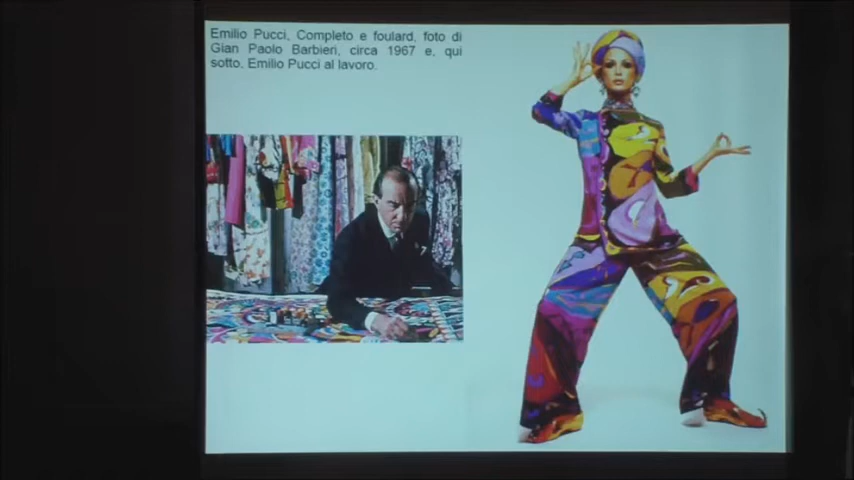 Emilio Pucci, Completo e foulard, foto di
Gian Paolo Barbieri, circa 1967 e, qui
sotto, Emilio Pucci al lavoro.